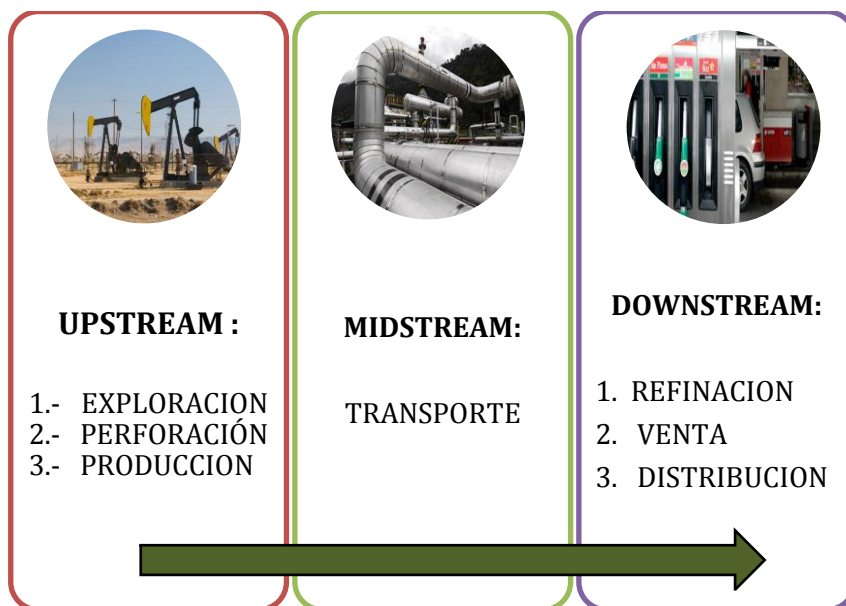 UPSTREAM :
1.- EXPLORACION
2.- PERFORACIÓN
3.- PRODUCCION
MIDSTREAM:
TRANSPORTE
DOWNSTREAM:
1. REFINACION
2. VENTA
3. DISTRIBUCION